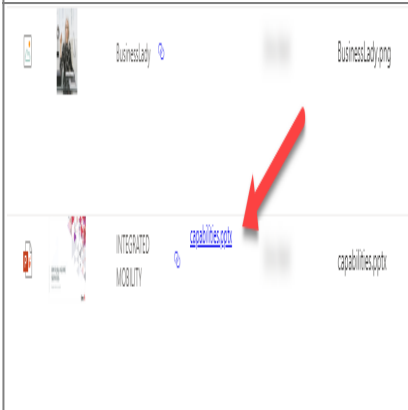 BusinessLady
BusinessLady.png
INTEGRATED
MOBILITY
capabilities.pptx
capabilities.pptx